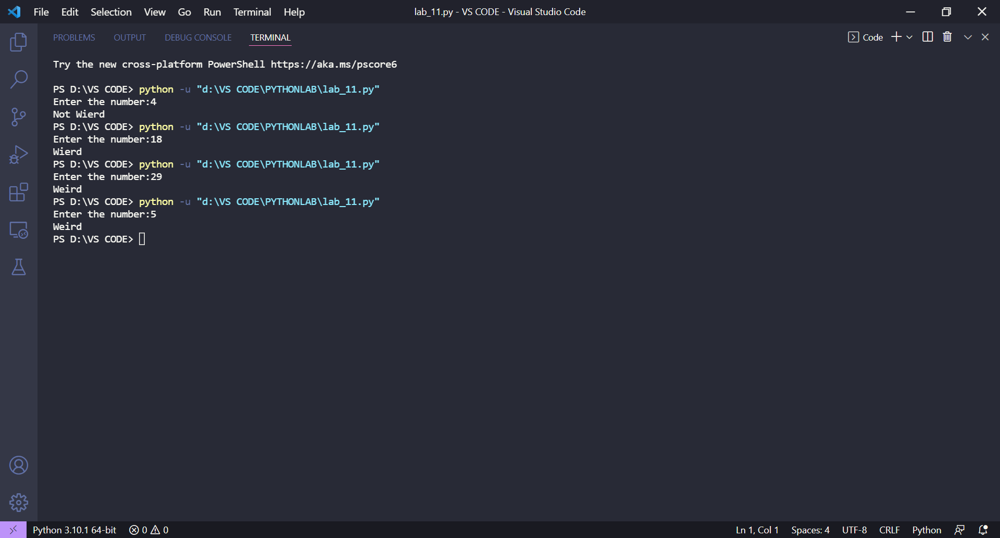 File Edit Selection View Go Run Terminal Help lab_11.py - VS CODE - Visual Studio Code
PROBLEMS OUTPUT DEBUG CONSOLE TERMINAL Code
Try the new cross-platform PowerShell https://aka.ms/pscore6
PS D:\VS CODE> python -u "d:\VS CODE\PYTHONLAB\lab_11.py"
Enter the number:4
Not Wierd
PS D:\VS CODE> python -u "d:\VS CODE\PYTHONLAB\lab_11.py"
Enter the number:18
Wierd
PS D:\VS CODE> python -u "d:\VS CODE\PYTHONLAB\lab_11.py"
Enter the number:29
Weird
PS D:\VS CODE> python -u "d:\VS CODE\PYTHONLAB\lab_11.py"
Enter the number:5
Weird
PS D:\VS CODE>
Python 3.10.1 64-bit 0 0 Ln 1, Col 1 Spaces: 4 UTF-8 CRLF Python